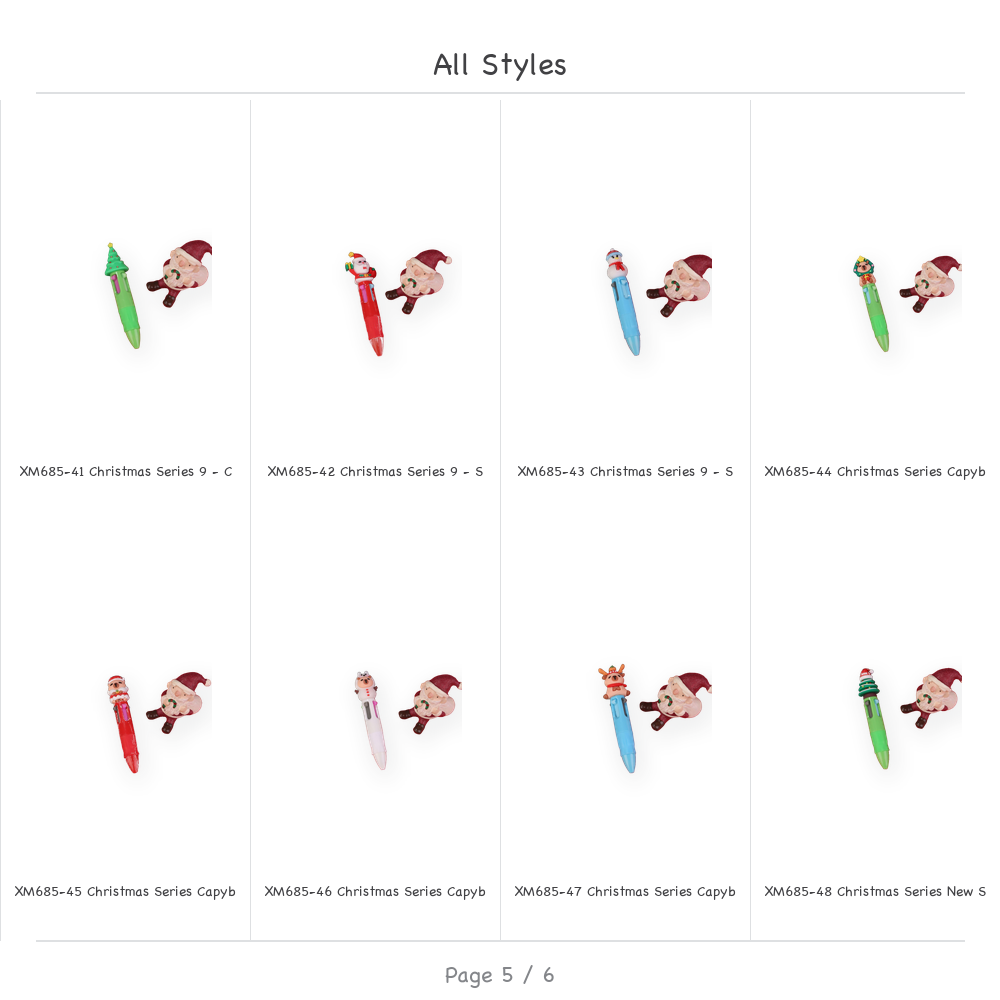 All Styles
XM685-41 Christmas Series 9 - C
XM685-42 Christmas Series 9 - S
XM685-43 Christmas Series 9 - S
XM685-44 Christmas Series Capyb
XM685-45 Christmas Series Capyb
XM685-46 Christmas Series Capyb
XM685-47 Christmas Series Capyb
XM685-48 Christmas Series New S
Page 5 / 6